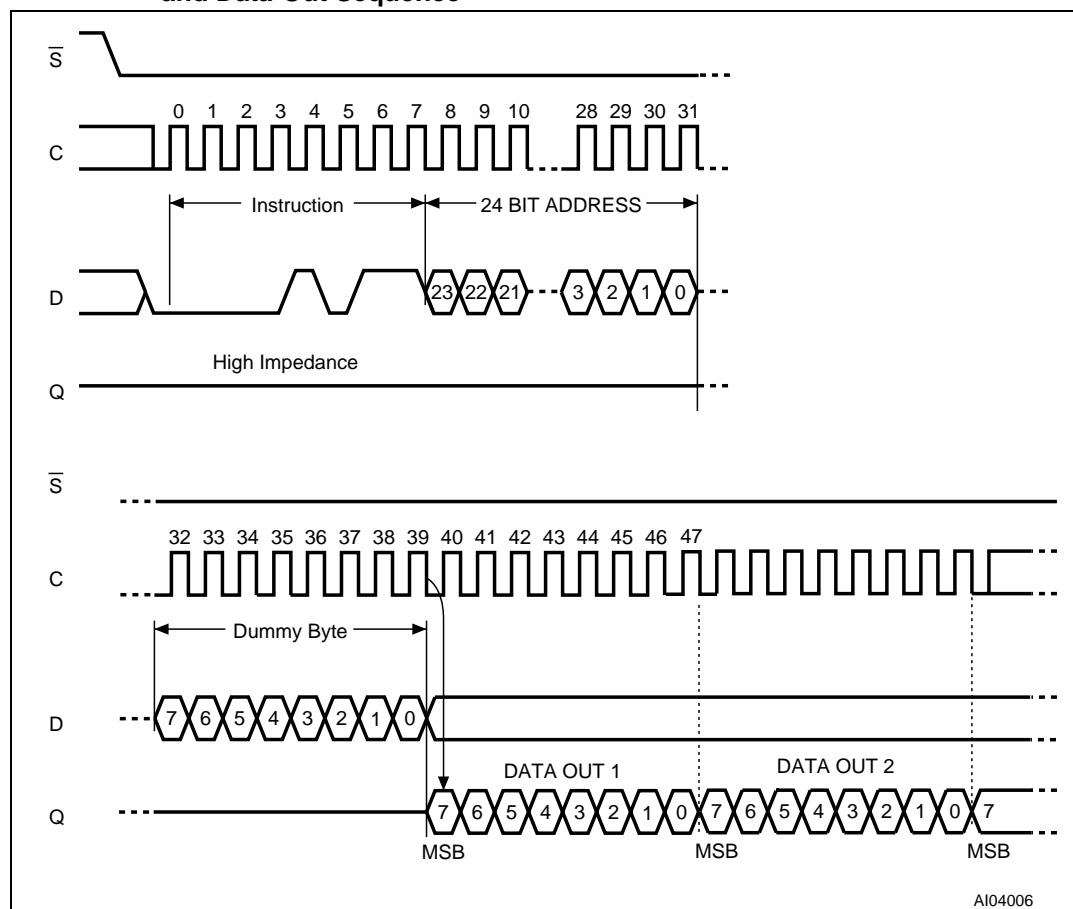 and Data-Out Sequence
S
0 1 2 3 4 5 6 7 8 9 10 28 29 30 31
C
Instruction 24 BIT ADDRESS
D 23 22 21 3 2 1 0
High Impedance
Q
S
32 33 34 35 36 37 38 39 40 41 42 43 44 45 46 47
C
Dummy Byte
D 7 6 5 4 3 2 1 0
DATA OUT 1 DATA OUT 2
Q 7 6 5 4 3 2 1 0 7 6 5 4 3 2 1 0 7
MSB MSB MSB
AI04006